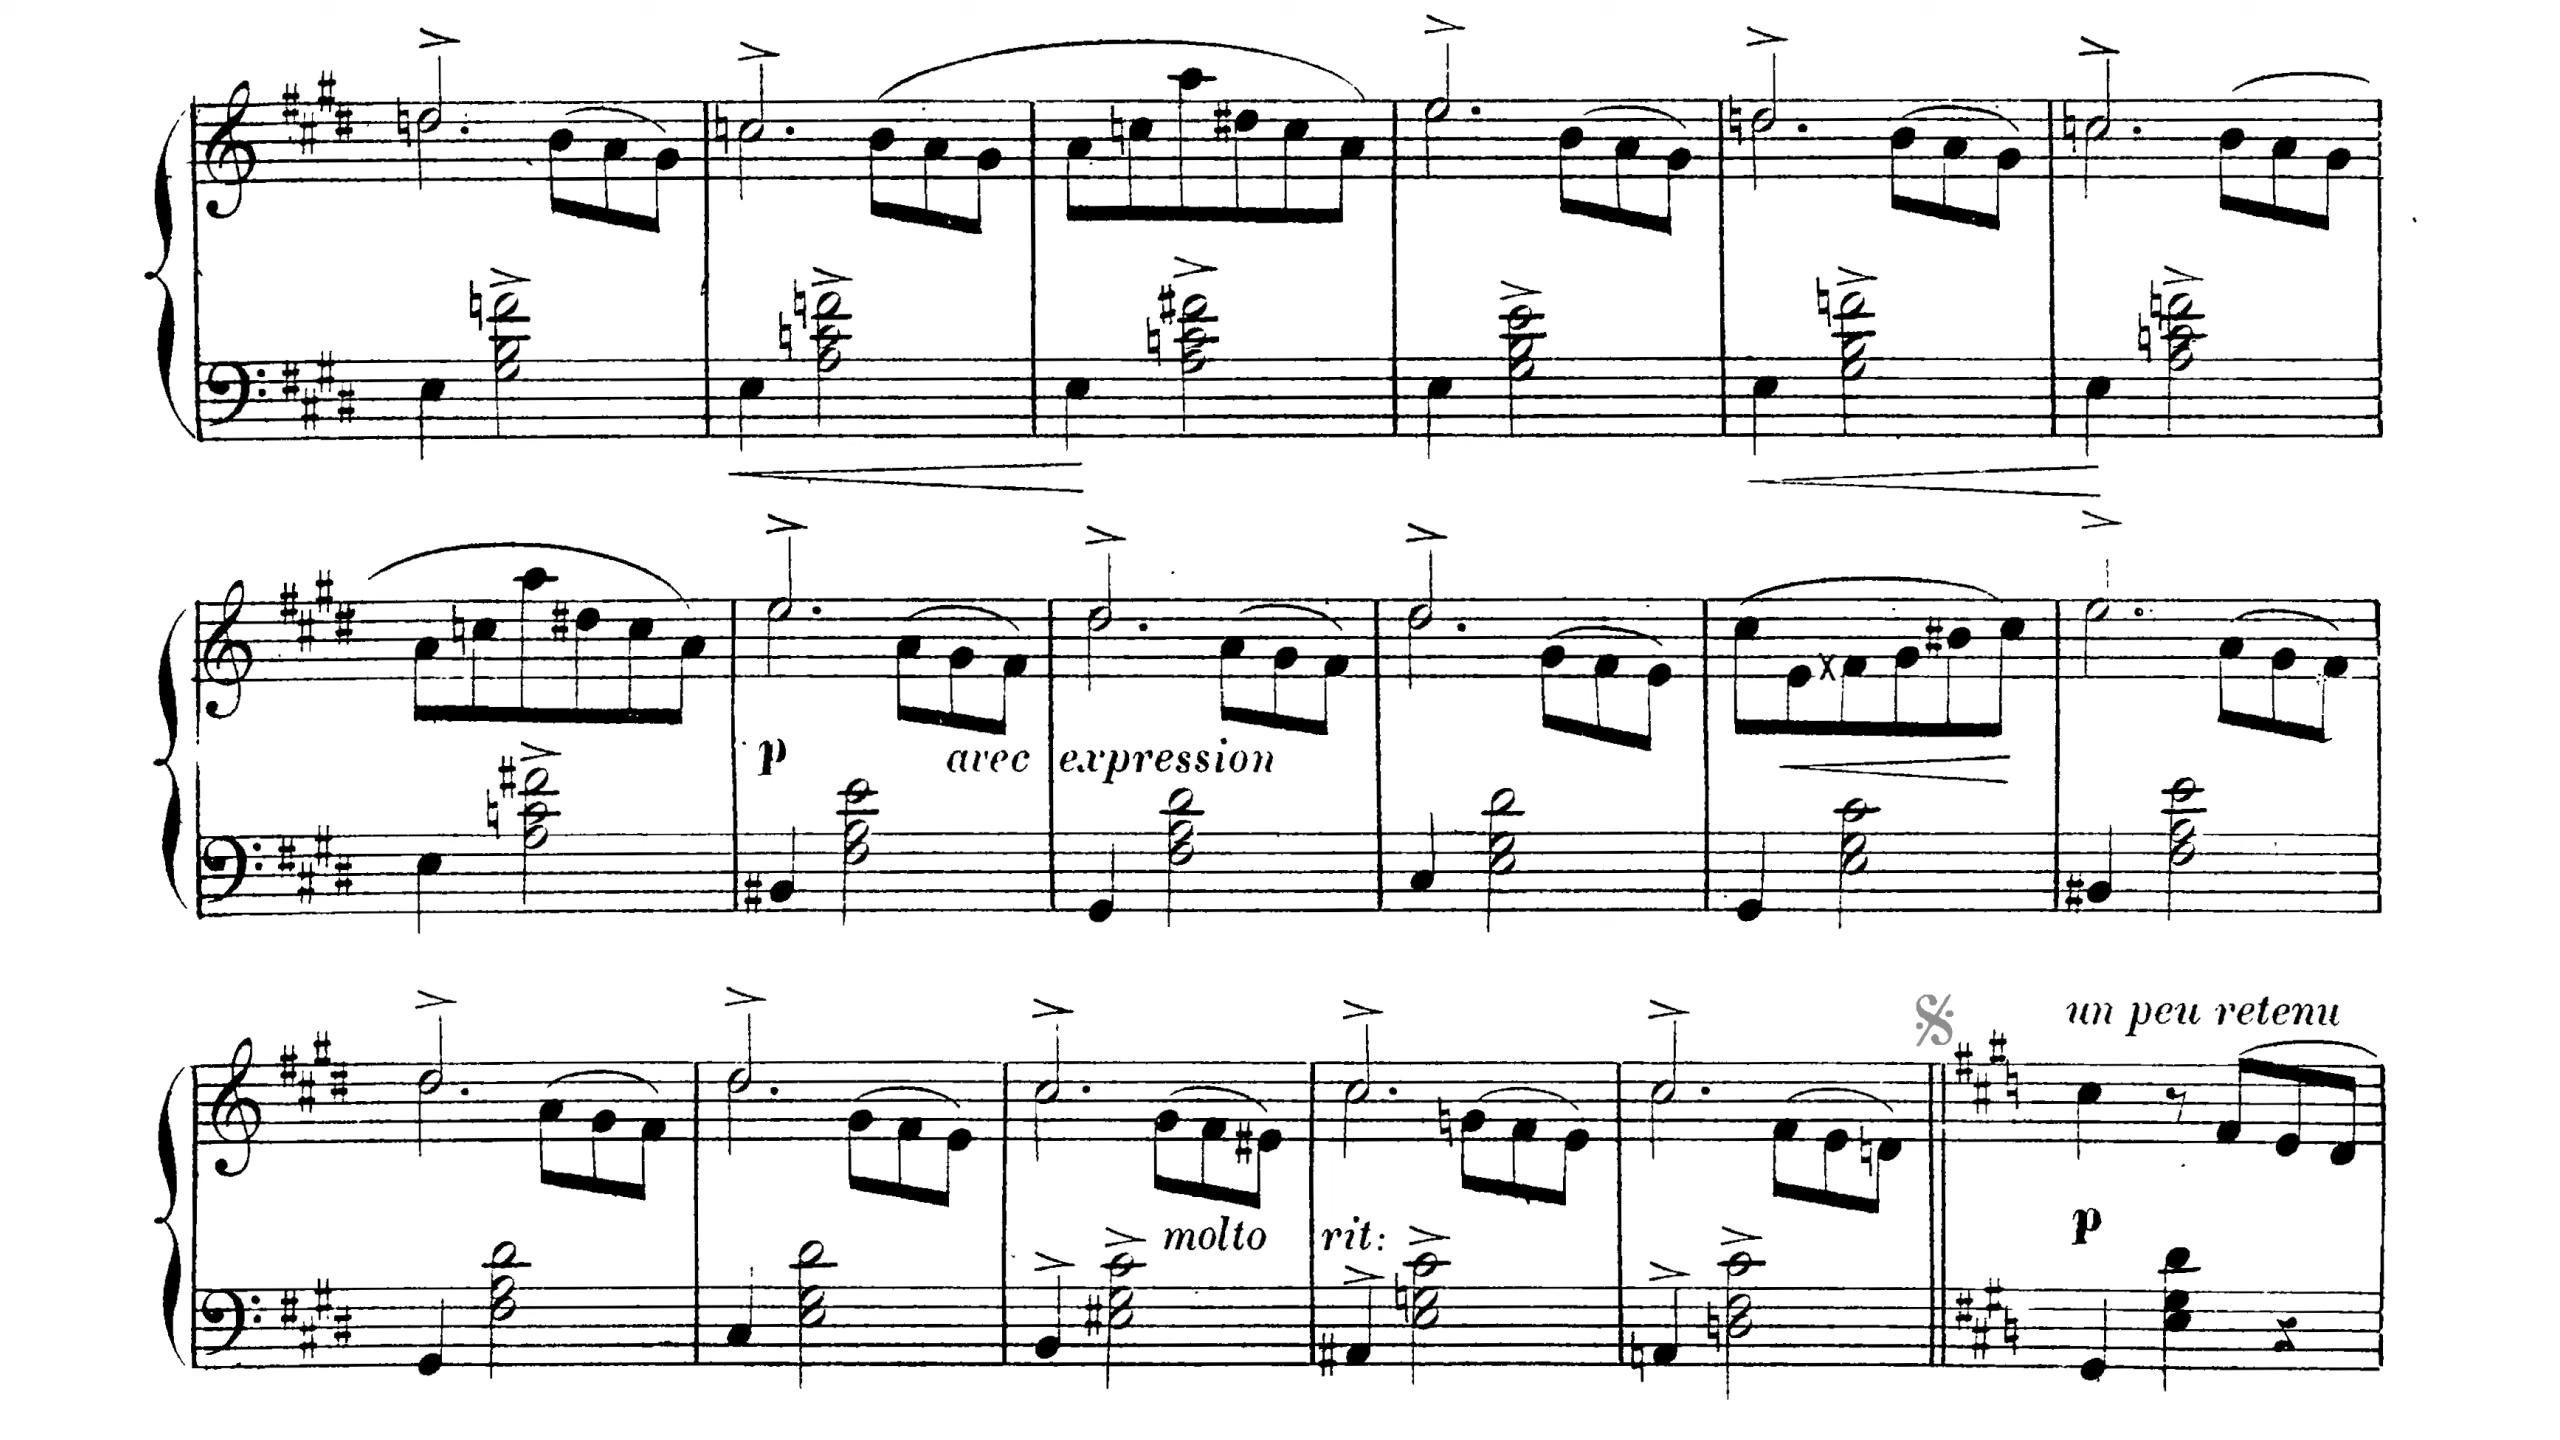 p avec expression
un peu retenu
molto rit:
p